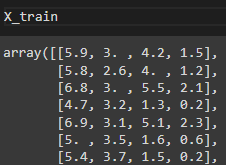 X_train
array([[5.9, 3. , 4.2, 1.5],
[5.8, 2.6, 4. , 1.2],
[6.8, 3. , 5.5, 2.1],
[4.7, 3.2, 1.3, 0.2],
[6.9, 3.1, 5.1, 2.3],
[5. , 3.5, 1.6, 0.6],
[5.4, 3.7, 1.5, 0.2],